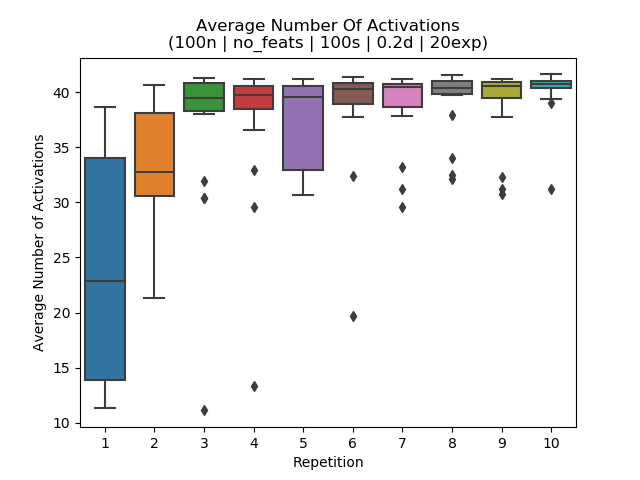 Average Number Of Activations
(100n | no_feats | 100s | 0.2d | 20exp)
Average Number of Activations
40
35
30
25
20
15
10
1 2 3 4 5 6 7 8 9 10
Repetition